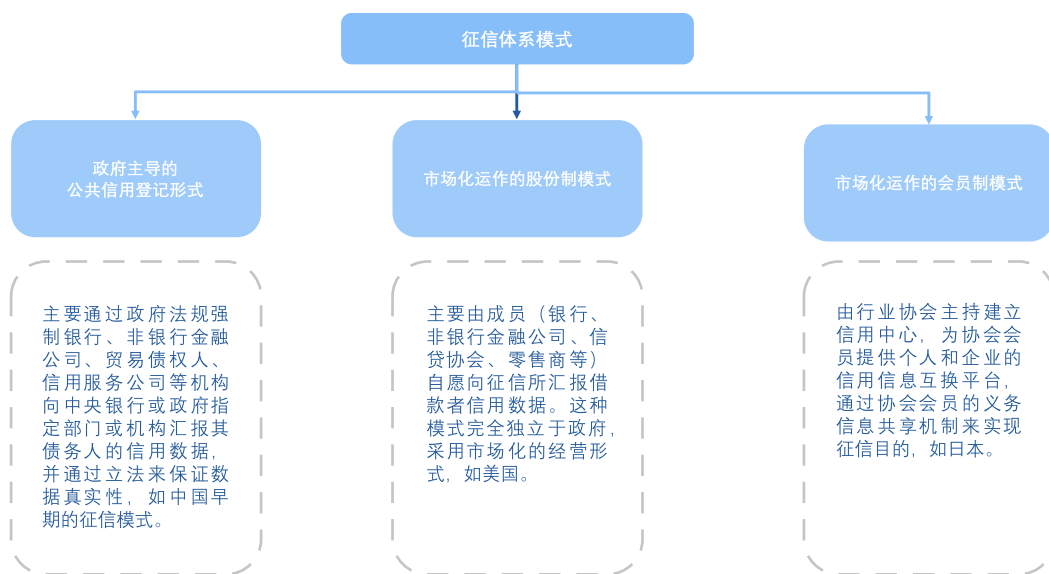 征信体系模式
政府主导的
公共信用登记形式
市场化运作的股份制模式
市场化运作的会员制模式
主要通过政府法规强
制银行、非银行金融
公司、贸易债权人、
信用服务公司等机构
向中央银行或政府指
定部门或机构汇报其
债务人的信用数据，
并通过立法来保证数
据真实性，如中国早
期的征信模式。
主要由成员（银行、
非银行金融公司、信
贷协会、零售商等）
自愿向征信所汇报借
款者信用数据。这种
模式完全独立于政府，
采用市场化的经营形
式，如美国。
由行业协会主持建立
信用中心，为协会会
员提供个人和企业的
信用信息互换平台，
通过协会会员的义务
信息共享机制来实现
征信目的，如日本。